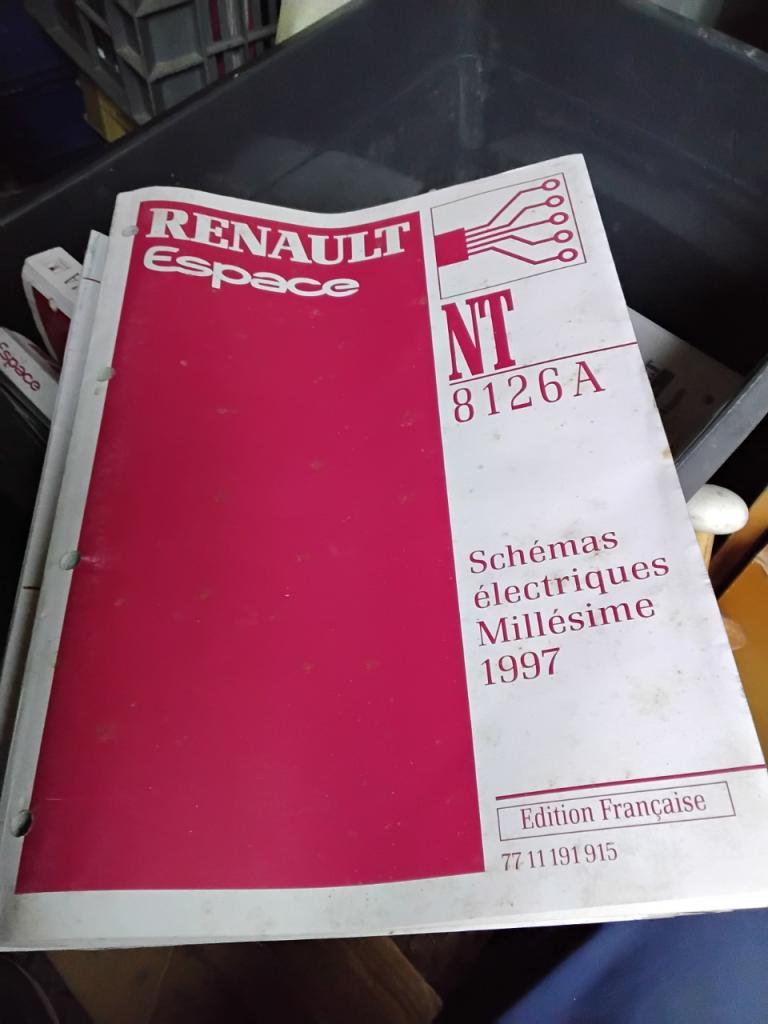 RENAULT
Espace
NT
8126A
Schémas
électriques
Millésime
1997
Edition Française
77 11 191 915
Espace